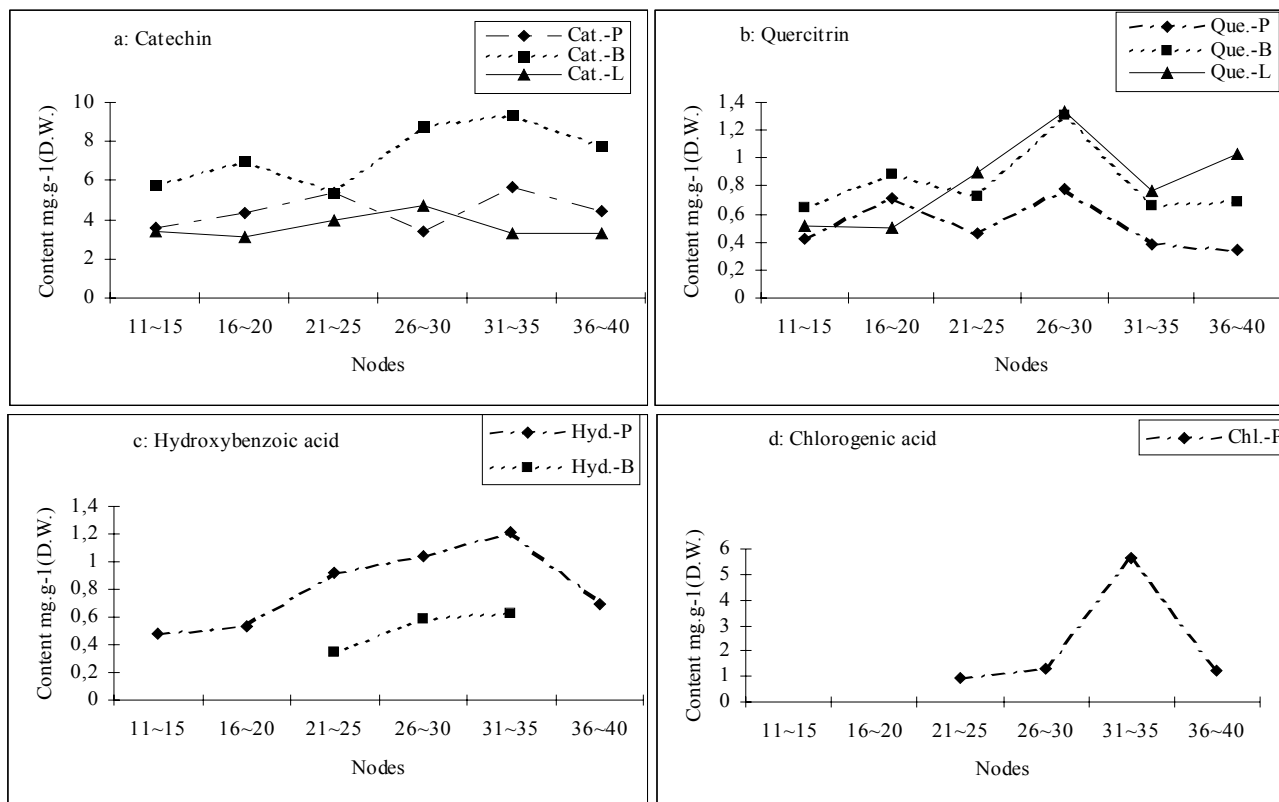 a: Catechin
Cat.-P
Cat.-B
Cat.-L
Content mg.g-1(D.W.)
10
8
6
4
2
0
11~15 16~20 21~25 26~30 31~35 36~40
Nodes
b: Quercitrin
Que.-P
Que.-B
Que.-L
Content mg.g-1(D.W.)
1,4
1,2
1
0,8
0,6
0,4
0,2
0
11~15 16~20 21~25 26~30 31~35 36~40
Nodes
c: Hydroxybenzoic acid
Hyd.-P
Hyd.-B
Content mg.g-1(D.W.)
1,4
1,2
1
0,8
0,6
0,4
0,2
0
11~15 16~20 21~25 26~30 31~35 36~40
Nodes
d: Chlorogenic acid
Chl.-P
Content mg.g-1(D.W.)
6
5
4
3
2
1
0
11~15 16~20 21~25 26~30 31~35 36~40
Nodes